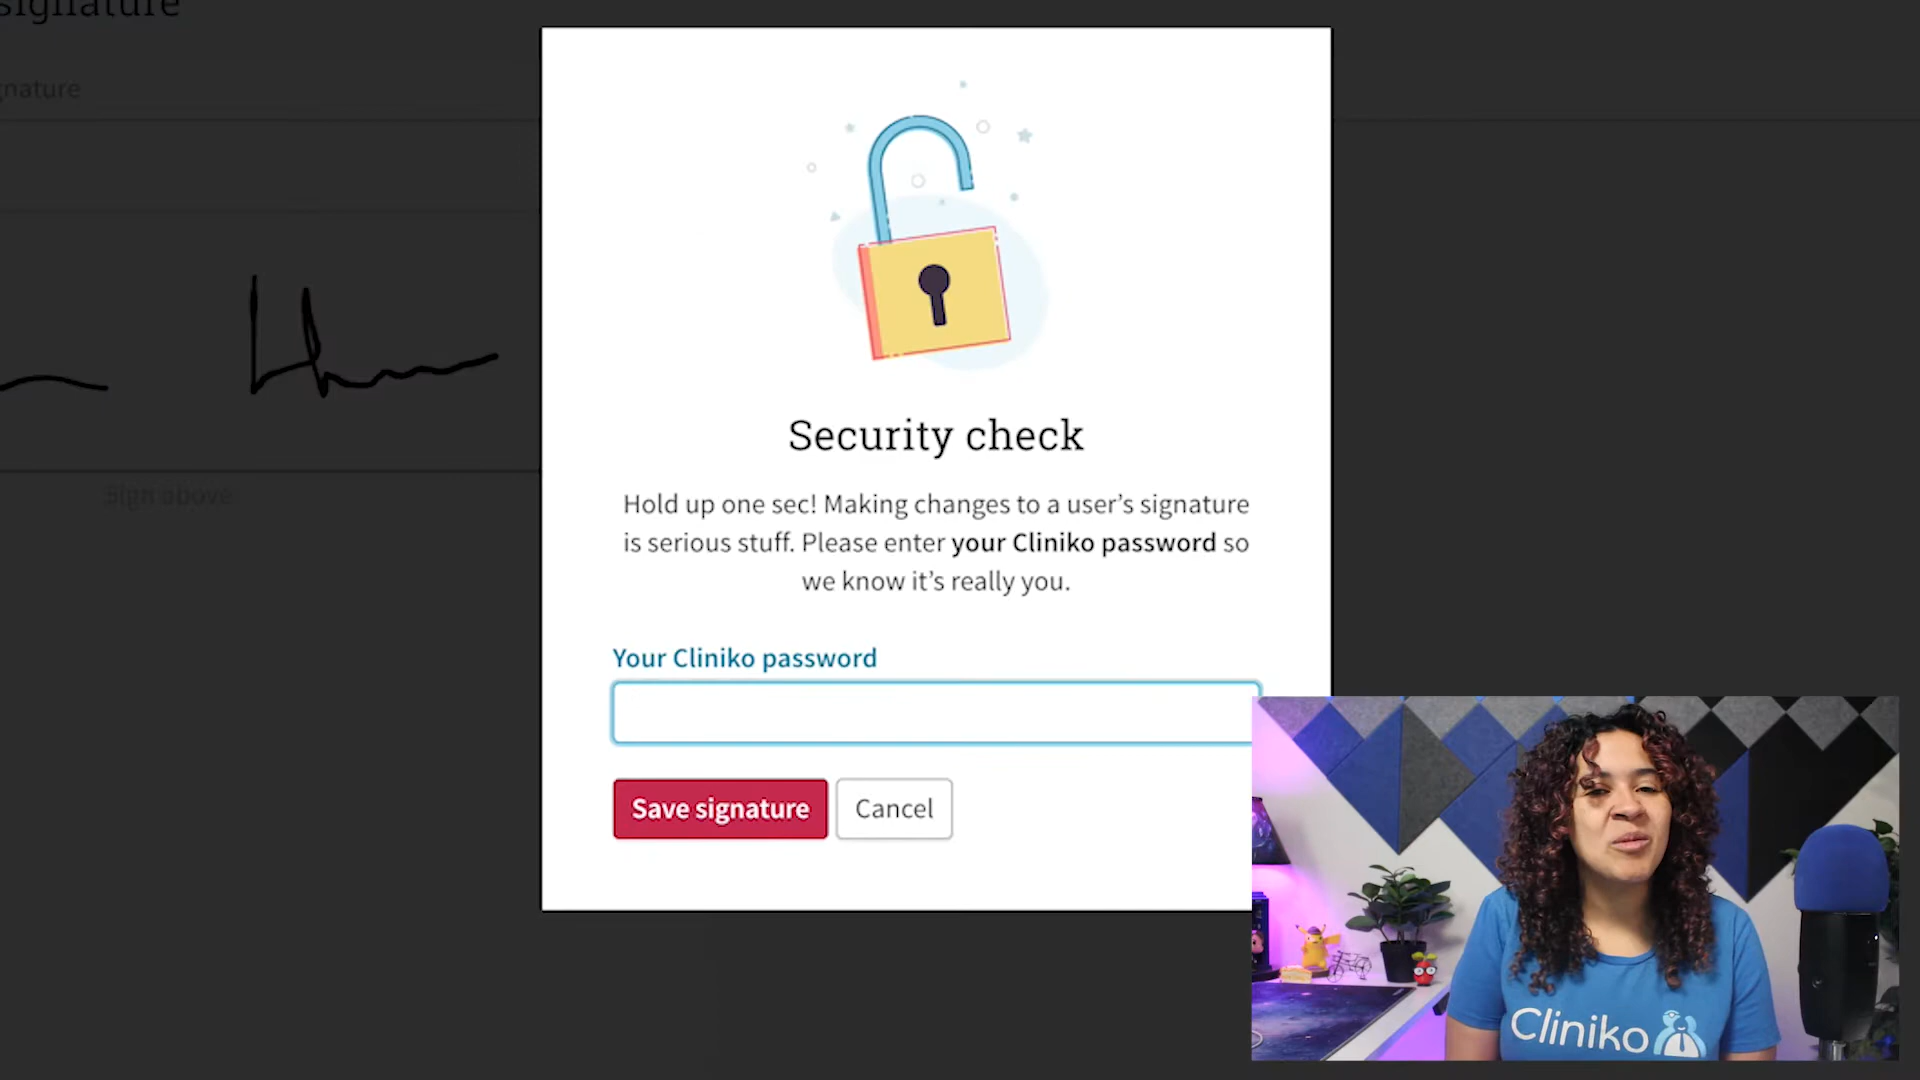 signature
gnature
Sign above
Security check
Hold up one sec! Making changes to a user’s signature
is serious stuff. Please enter your Cliniko password so
we know it’s really you.
Your Cliniko password
Save signature
Cancel
Cliniko